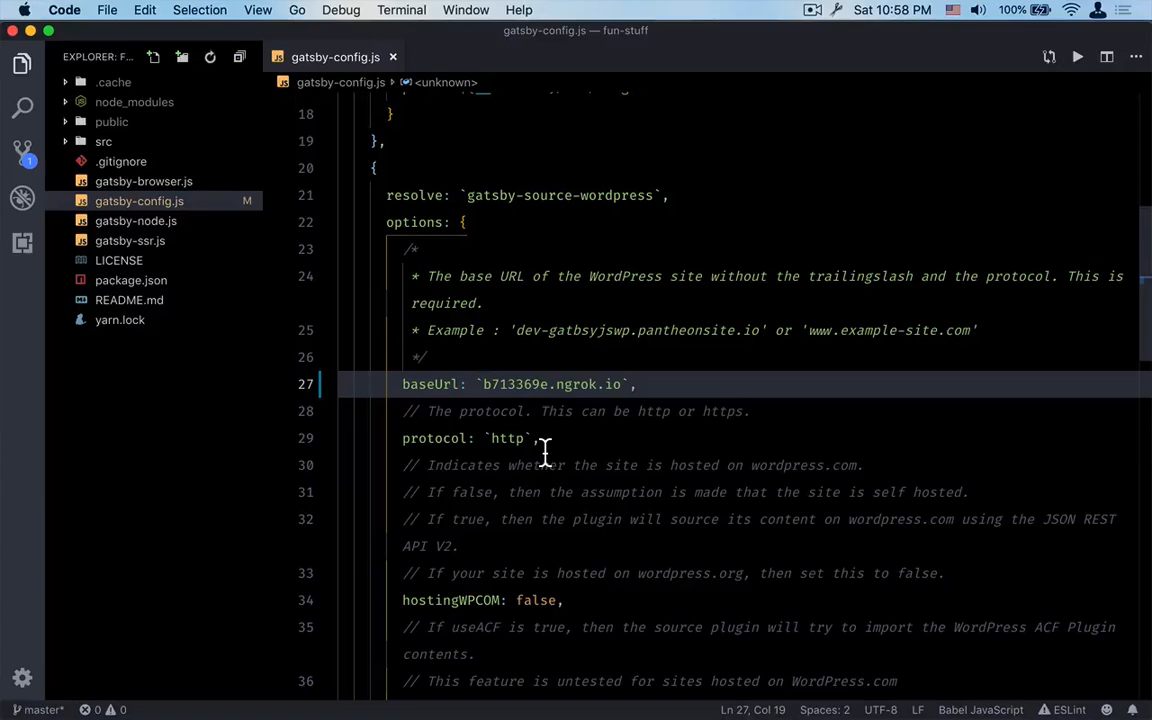 Code File Edit Selection View Go Debug Terminal Window Help Sat 10:58 PM 100%
gatsby-config.js — fun-stuff
EXPLORER: F...
gatsby-config.js
gatsby-config.js <unknown>
.cache
node_modules
public
src
.gitignore
gatsby-browser.js
gatsby-config.js M
gatsby-node.js
gatsby-ssr.js
LICENSE
package.json
README.md
yarn.lock
1
18 }
19 },
20 {
21 resolve: `gatsby-source-wordpress`,
22 options: {
23 /*
24 * The base URL of the WordPress site without the trailingslash and the protocol. This is
required.
25 * Example : 'dev-gatbsyjswp.pantheonsite.io' or 'www.example-site.com'
26 */
27 baseUrl: `b713369e.ngrok.io`,
28 // The protocol. This can be http or https.
29 protocol: `http`,
30 // Indicates whether the site is hosted on wordpress.com.
31 // If false, then the assumption is made that the site is self hosted.
32 // If true, then the plugin will source its content on wordpress.com using the JSON REST
API V2.
33 // If your site is hosted on wordpress.org, then set this to false.
34 hostingWPCOM: false,
35 // If useACF is true, then the source plugin will try to import the WordPress ACF Plugin
contents.
36 // This feature is untested for sites hosted on WordPress.com
master* 0 0 Ln 27, Col 19 Spaces: 2 UTF-8 LF Babel JavaScript ESLint